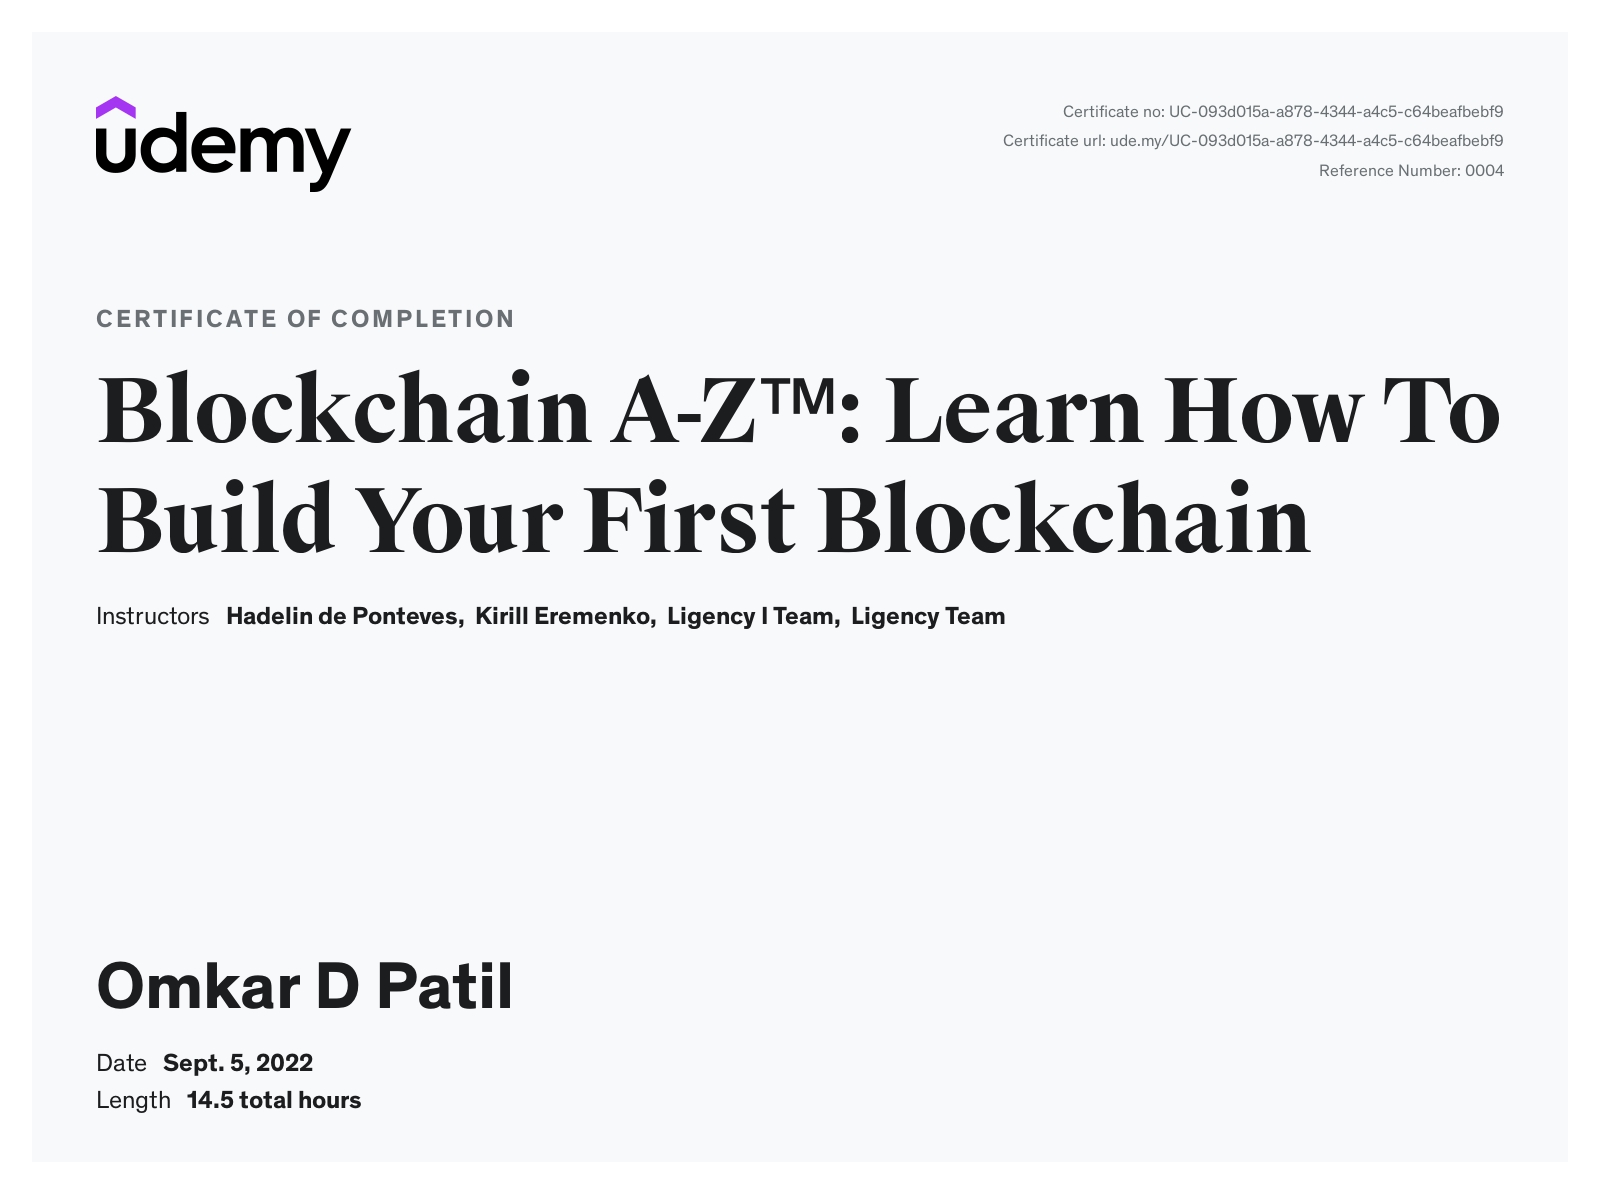 udemy
Certificate no: UC-093d015a-a878-4344-a4c5-c64beafbebf9
Certificate url: ude.my/UC-093d015a-a878-4344-a4c5-c64beafbebf9
Reference Number: 0004
CERTIFICATE OF COMPLETION
Blockchain A-Z™: Learn How To
Build Your First Blockchain
Instructors Hadelin de Ponteves, Kirill Eremenko, Ligency I Team, Ligency Team
Omkar D Patil
Date Sept. 5, 2022
Length 14.5 total hours